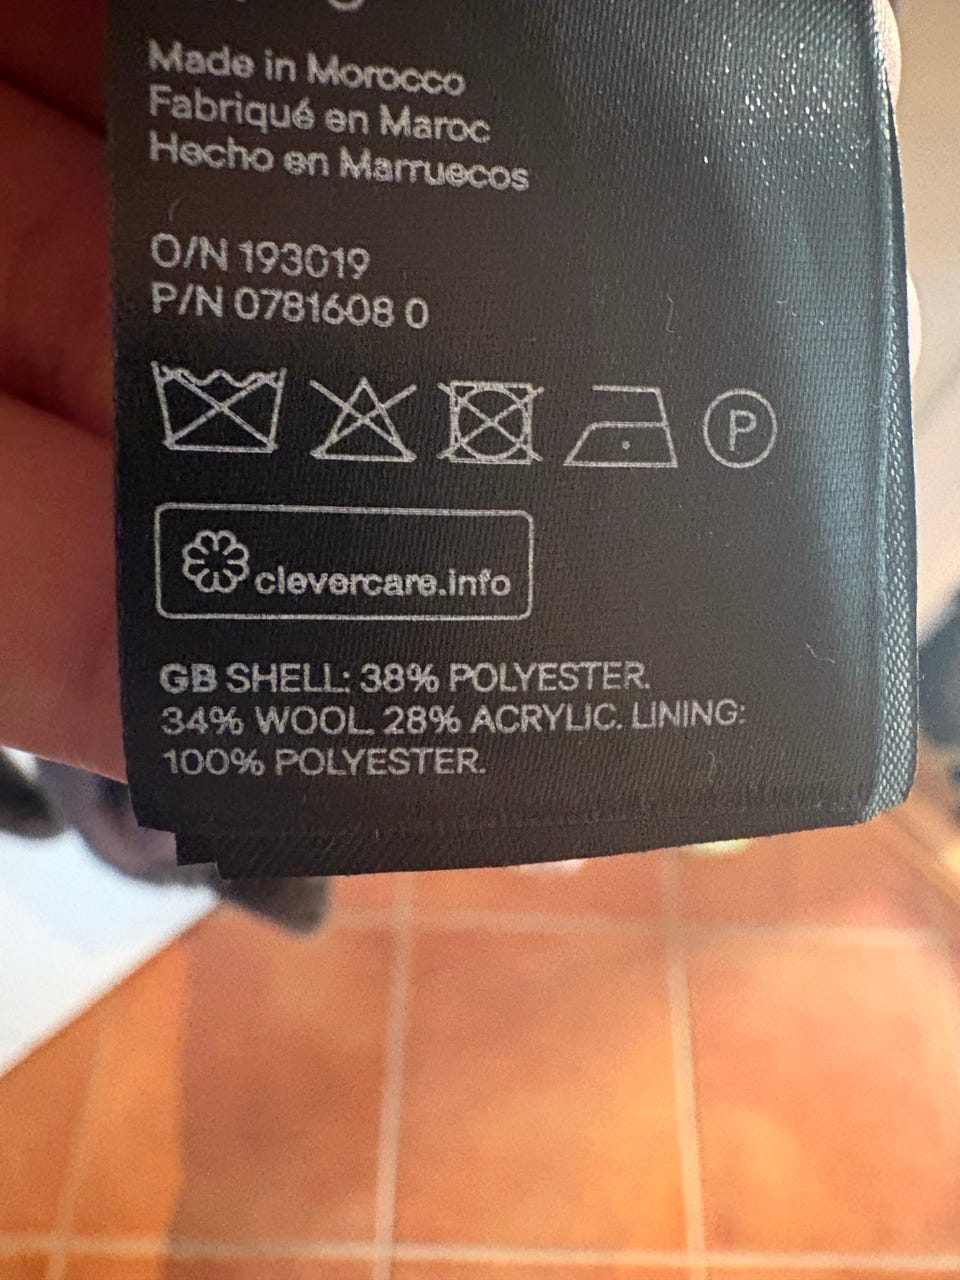 Made in Morocco
Fabriqué en Maroc
Hecho en Marruecos
O/N 193019
P/N 0781608 0
P
clevercare.info
GB SHELL: 38% POLYESTER.
34% WOOL. 28% ACRYLIC. LINING:
100% POLYESTER.